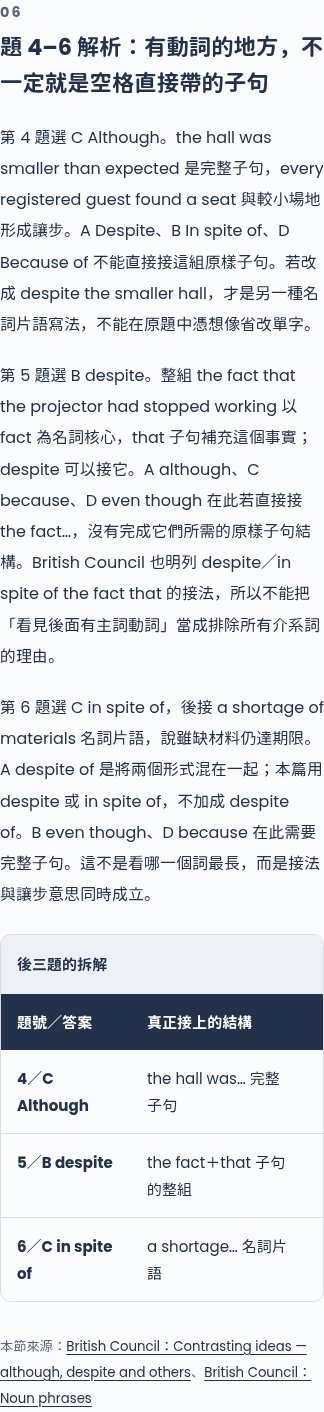 06
題 4–6 解析：有動詞的地方，不
一定就是空格直接帶的子句
第 4 題選 C Although。the hall was
smaller than expected 是完整子句，every
registered guest found a seat 與較小場地
形成讓步。A Despite、B In spite of、D
Because of 不能直接接這組原樣子句。若改
成 despite the smaller hall，才是另一種名
詞片語寫法，不能在原題中憑想像省改單字。
第 5 題選 B despite。整組 the fact that
the projector had stopped working 以
fact 為名詞核心，that 子句補充這個事實；
despite 可以接它。A although、C
because、D even though 在此若直接接
the fact…，沒有完成它們所需的原樣子句結
構。British Council 也明列 despite／in
spite of the fact that 的接法，所以不能把
「看見後面有主詞動詞」當成排除所有介系詞
的理由。
第 6 題選 C in spite of，後接 a shortage of
materials 名詞片語，說雖缺材料仍達期限。
A despite of 是將兩個形式混在一起；本篇用
despite 或 in spite of，不加成 despite
of。B even though、D because 在此需要
完整子句。這不是看哪一個詞最長，而是接法
與讓步意思同時成立。
後三題的拆解
題號／答案 真正接上的結構
4／C the hall was… 完整
Although 子句
5／B despite the fact＋that 子句
的整組
6／C in spite a shortage… 名詞片
of 語
本節來源：British Council：Contrasting ideas —
although, despite and others、British Council：
Noun phrases